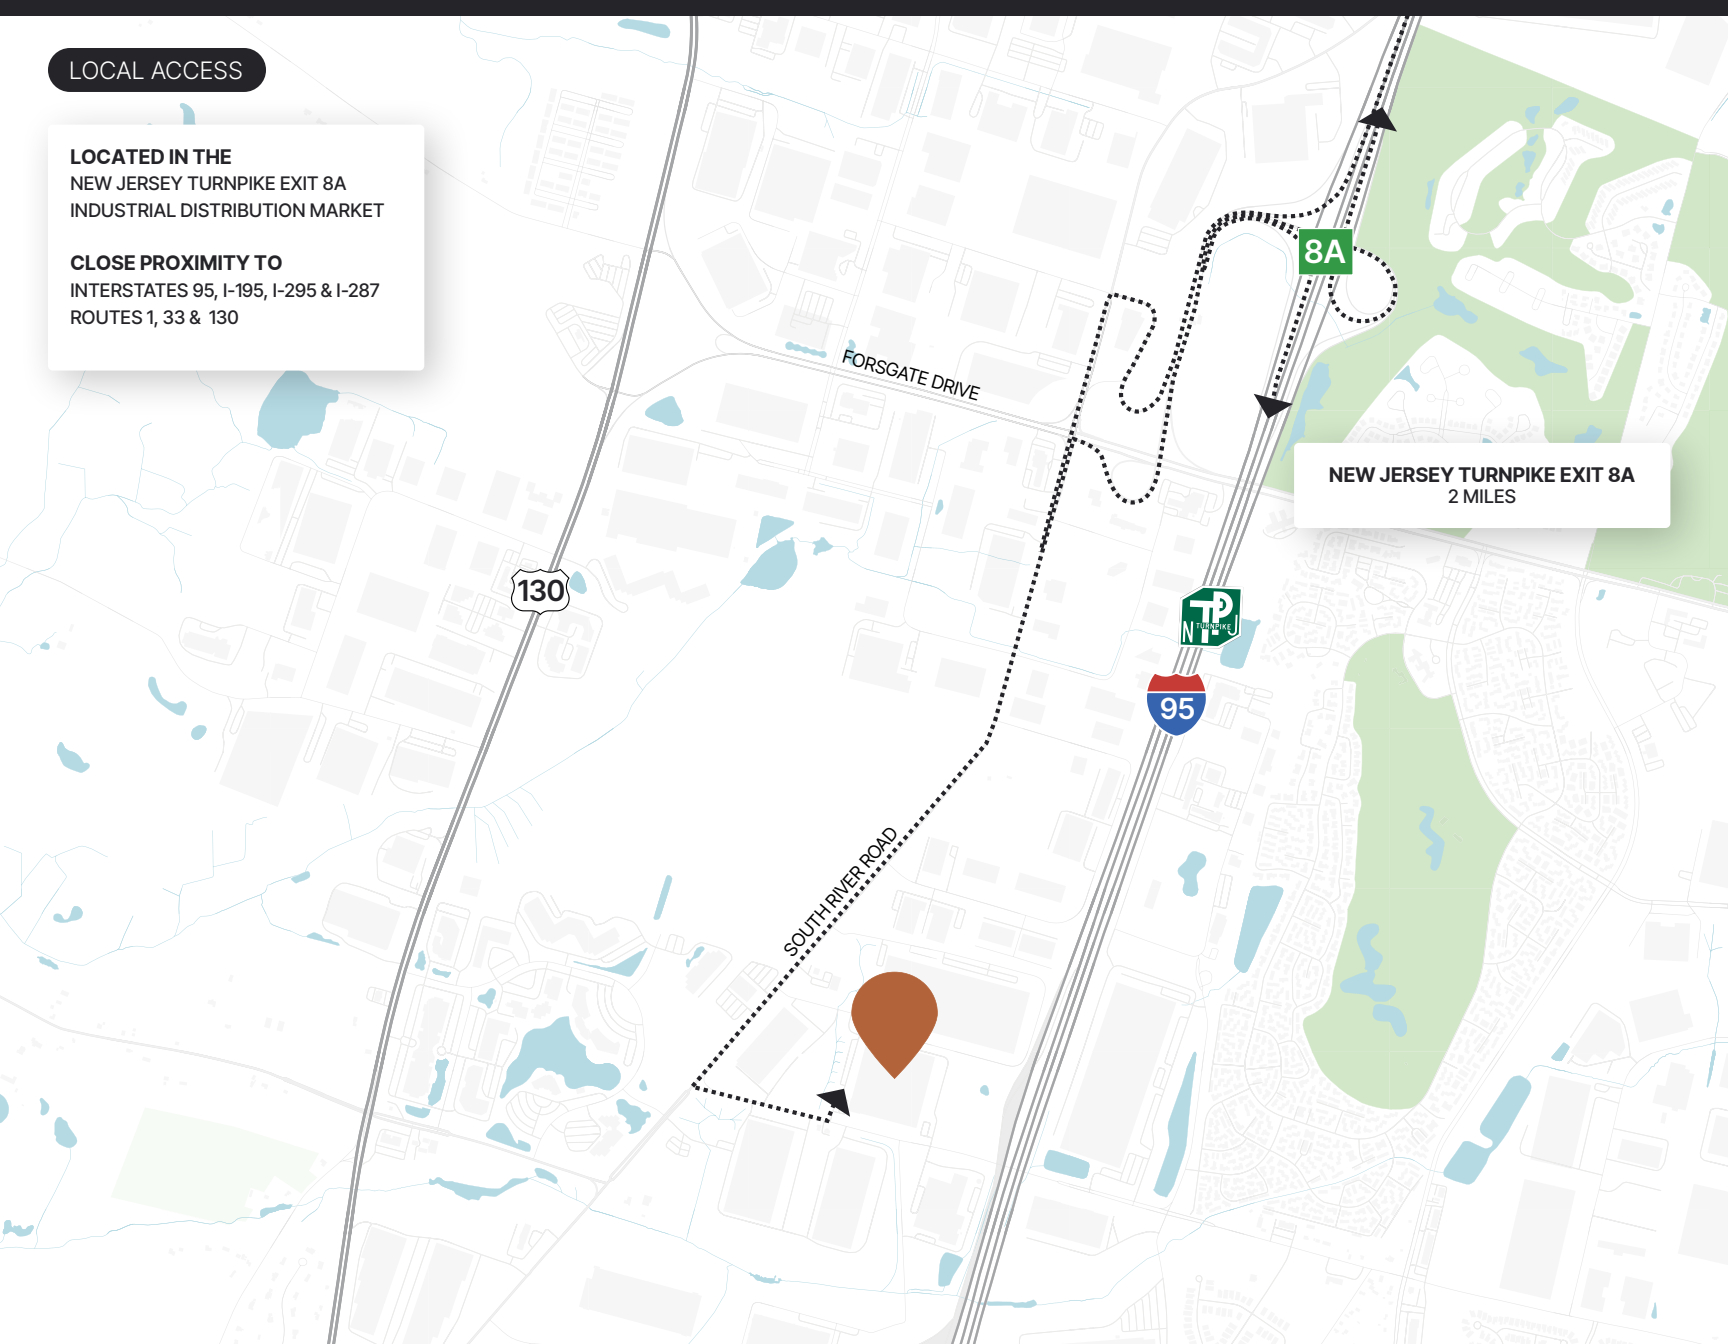 LOCAL ACCESS
LOCATED IN THE
NEW JERSEY TURNPIKE EXIT 8A
INDUSTRIAL DISTRIBUTION MARKET
CLOSE PROXIMITY TO
INTERSTATES 95, I-195, I-295 & I-287
ROUTES 1, 33 & 130
8A
FORSGATE DRIVE
NEW JERSEY TURNPIKE EXIT 8A
2 MILES
130
TP
N TURNPIKE J
95
SOUTH RIVER ROAD